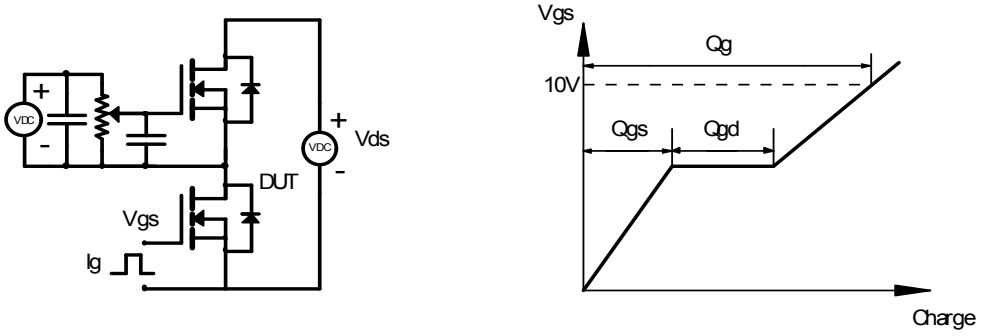 +
VDC
-
Vgs
Ig
DUT
+
VDC
-
Vds
Vgs
Qg
10V
Qgs
Qgd
Charge